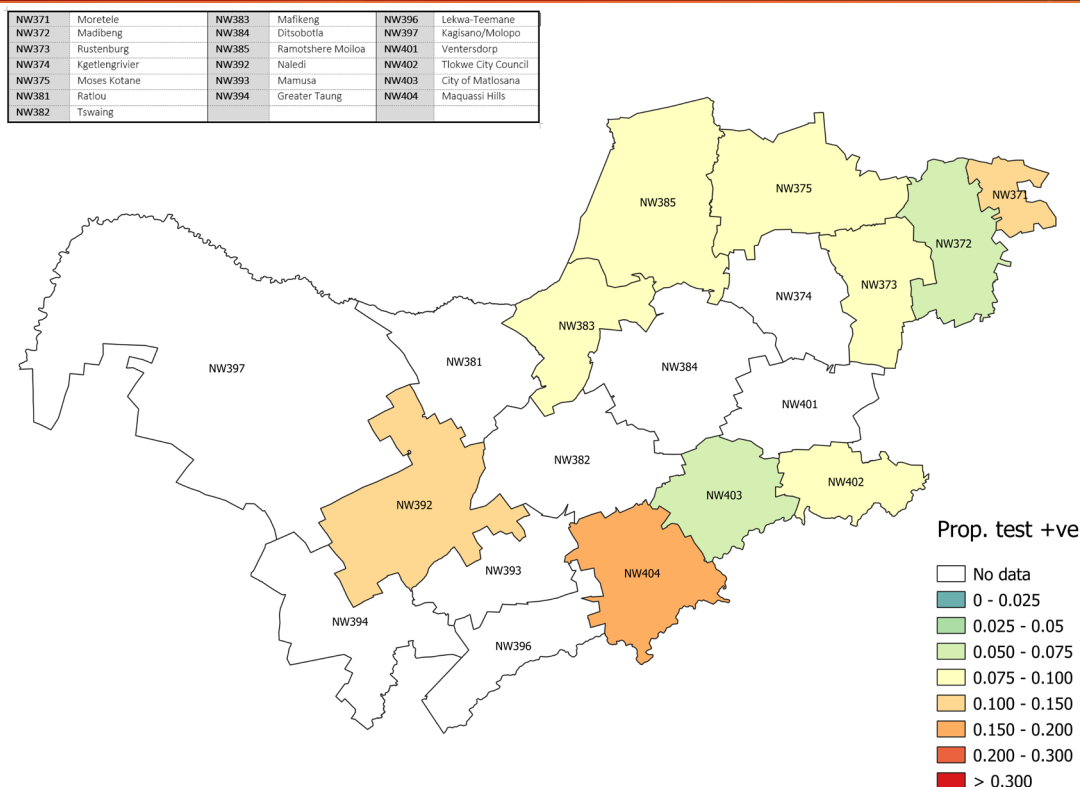 NW371 Moretele NW383 Mafikeng NW396 Lekwa-Teemane
NW372 Madibeng NW384 Ditsobotla NW397 Kagisano/Molopo
NW373 Rustenburg NW385 Ramotshere Moiloa NW401 Ventersdorp
NW374 Kgetlengrivier NW392 Naledi NW402 Tlokwe City Council
NW375 Moses Kotane NW393 Mamusa NW403 City of Matlosana
NW381 Ratlou NW394 Greater Taung NW404 Maquassi Hills
NW382 Tswaing
NW375
NW371
NW385
NW372
NW373
NW374
NW383
NW381
NW384
NW397
NW401
NW382
NW402
NW403
NW392
NW393
NW404
NW394
NW396
Prop. test +ve
No data
0 - 0.025
0.025 - 0.05
0.050 - 0.075
0.075 - 0.100
0.100 - 0.150
0.150 - 0.200
0.200 - 0.300
> 0.300